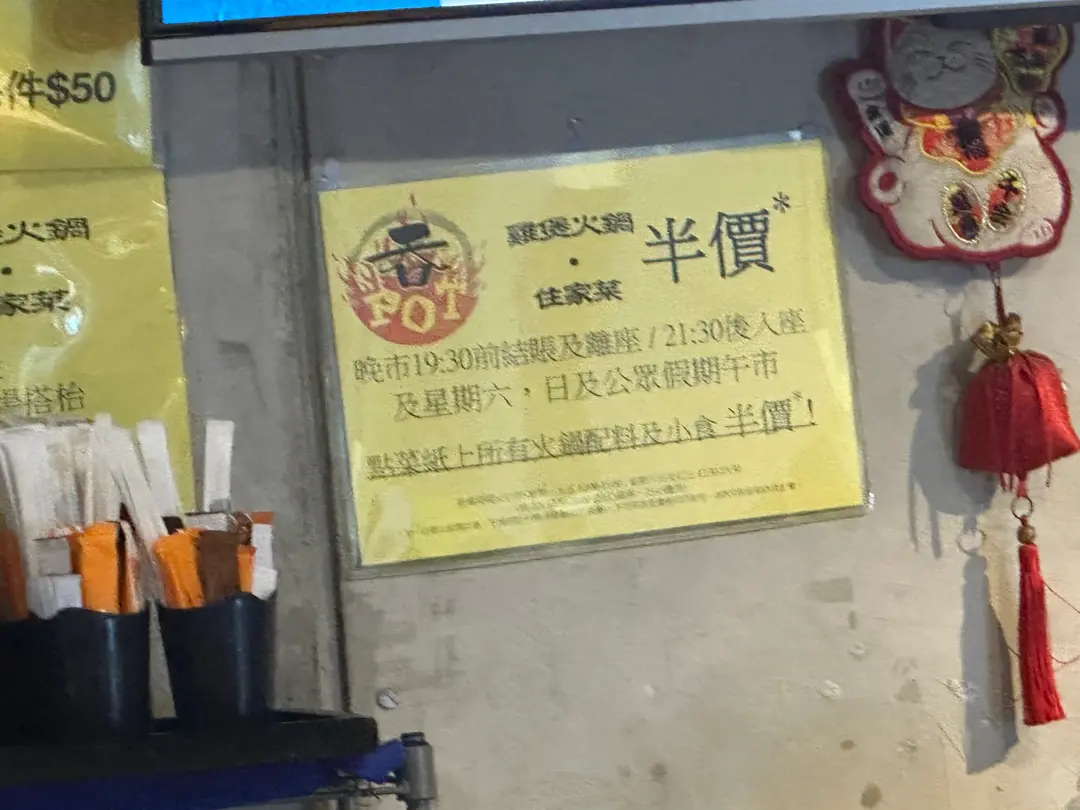 件$50
火鍋
家菜
搭枱
吞
POT
雞煲火鍋
·
住家菜
半價*
晚市19:30前結賬及離座 / 21:30後入座
及星期六，日及公眾假期午市
點菜紙上所有火鍋配料及小食 半價*!